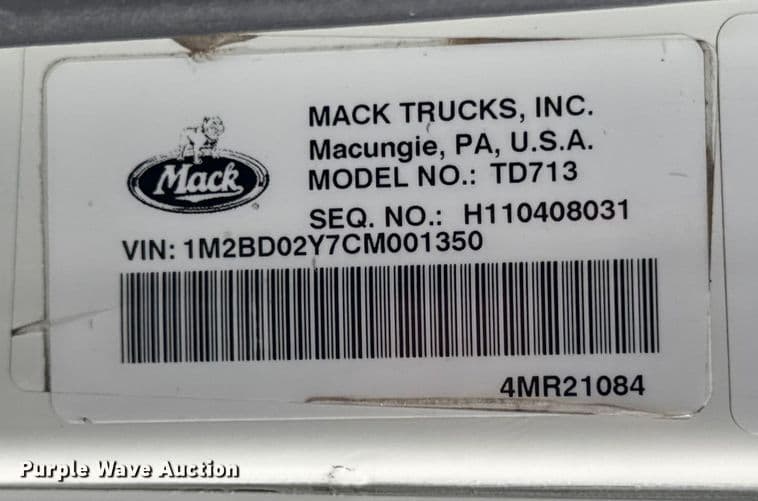 Mack
MACK TRUCKS, INC.
Macungie, PA, U.S.A.
MODEL NO.: TD713
SEQ. NO.: H110408031
VIN: 1M2BD02Y7CM001350
4MR21084
Purple Wave Auction